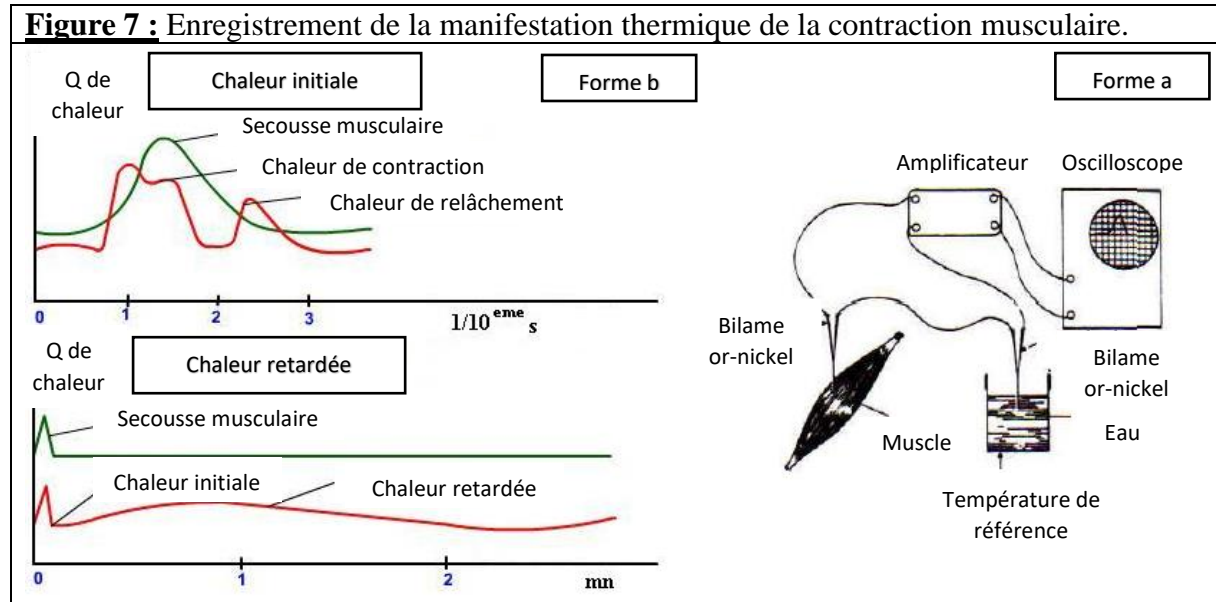 Figure 7 : Enregistrement de la manifestation thermique de la contraction musculaire.
Q de
chaleur
Chaleur initiale
Forme b
Secousse musculaire
Chaleur de contraction
Chaleur de relâchement
0 1 2 3 1/10 eme s
Q de
chaleur
Chaleur retardée
Secousse musculaire
Chaleur initiale
Chaleur retardée
0 1 2 mn
Forme a
Amplificateur
Oscilloscope
Bilame
or-nickel
Bilame
or-nickel
Muscle
Eau
Température de
référence